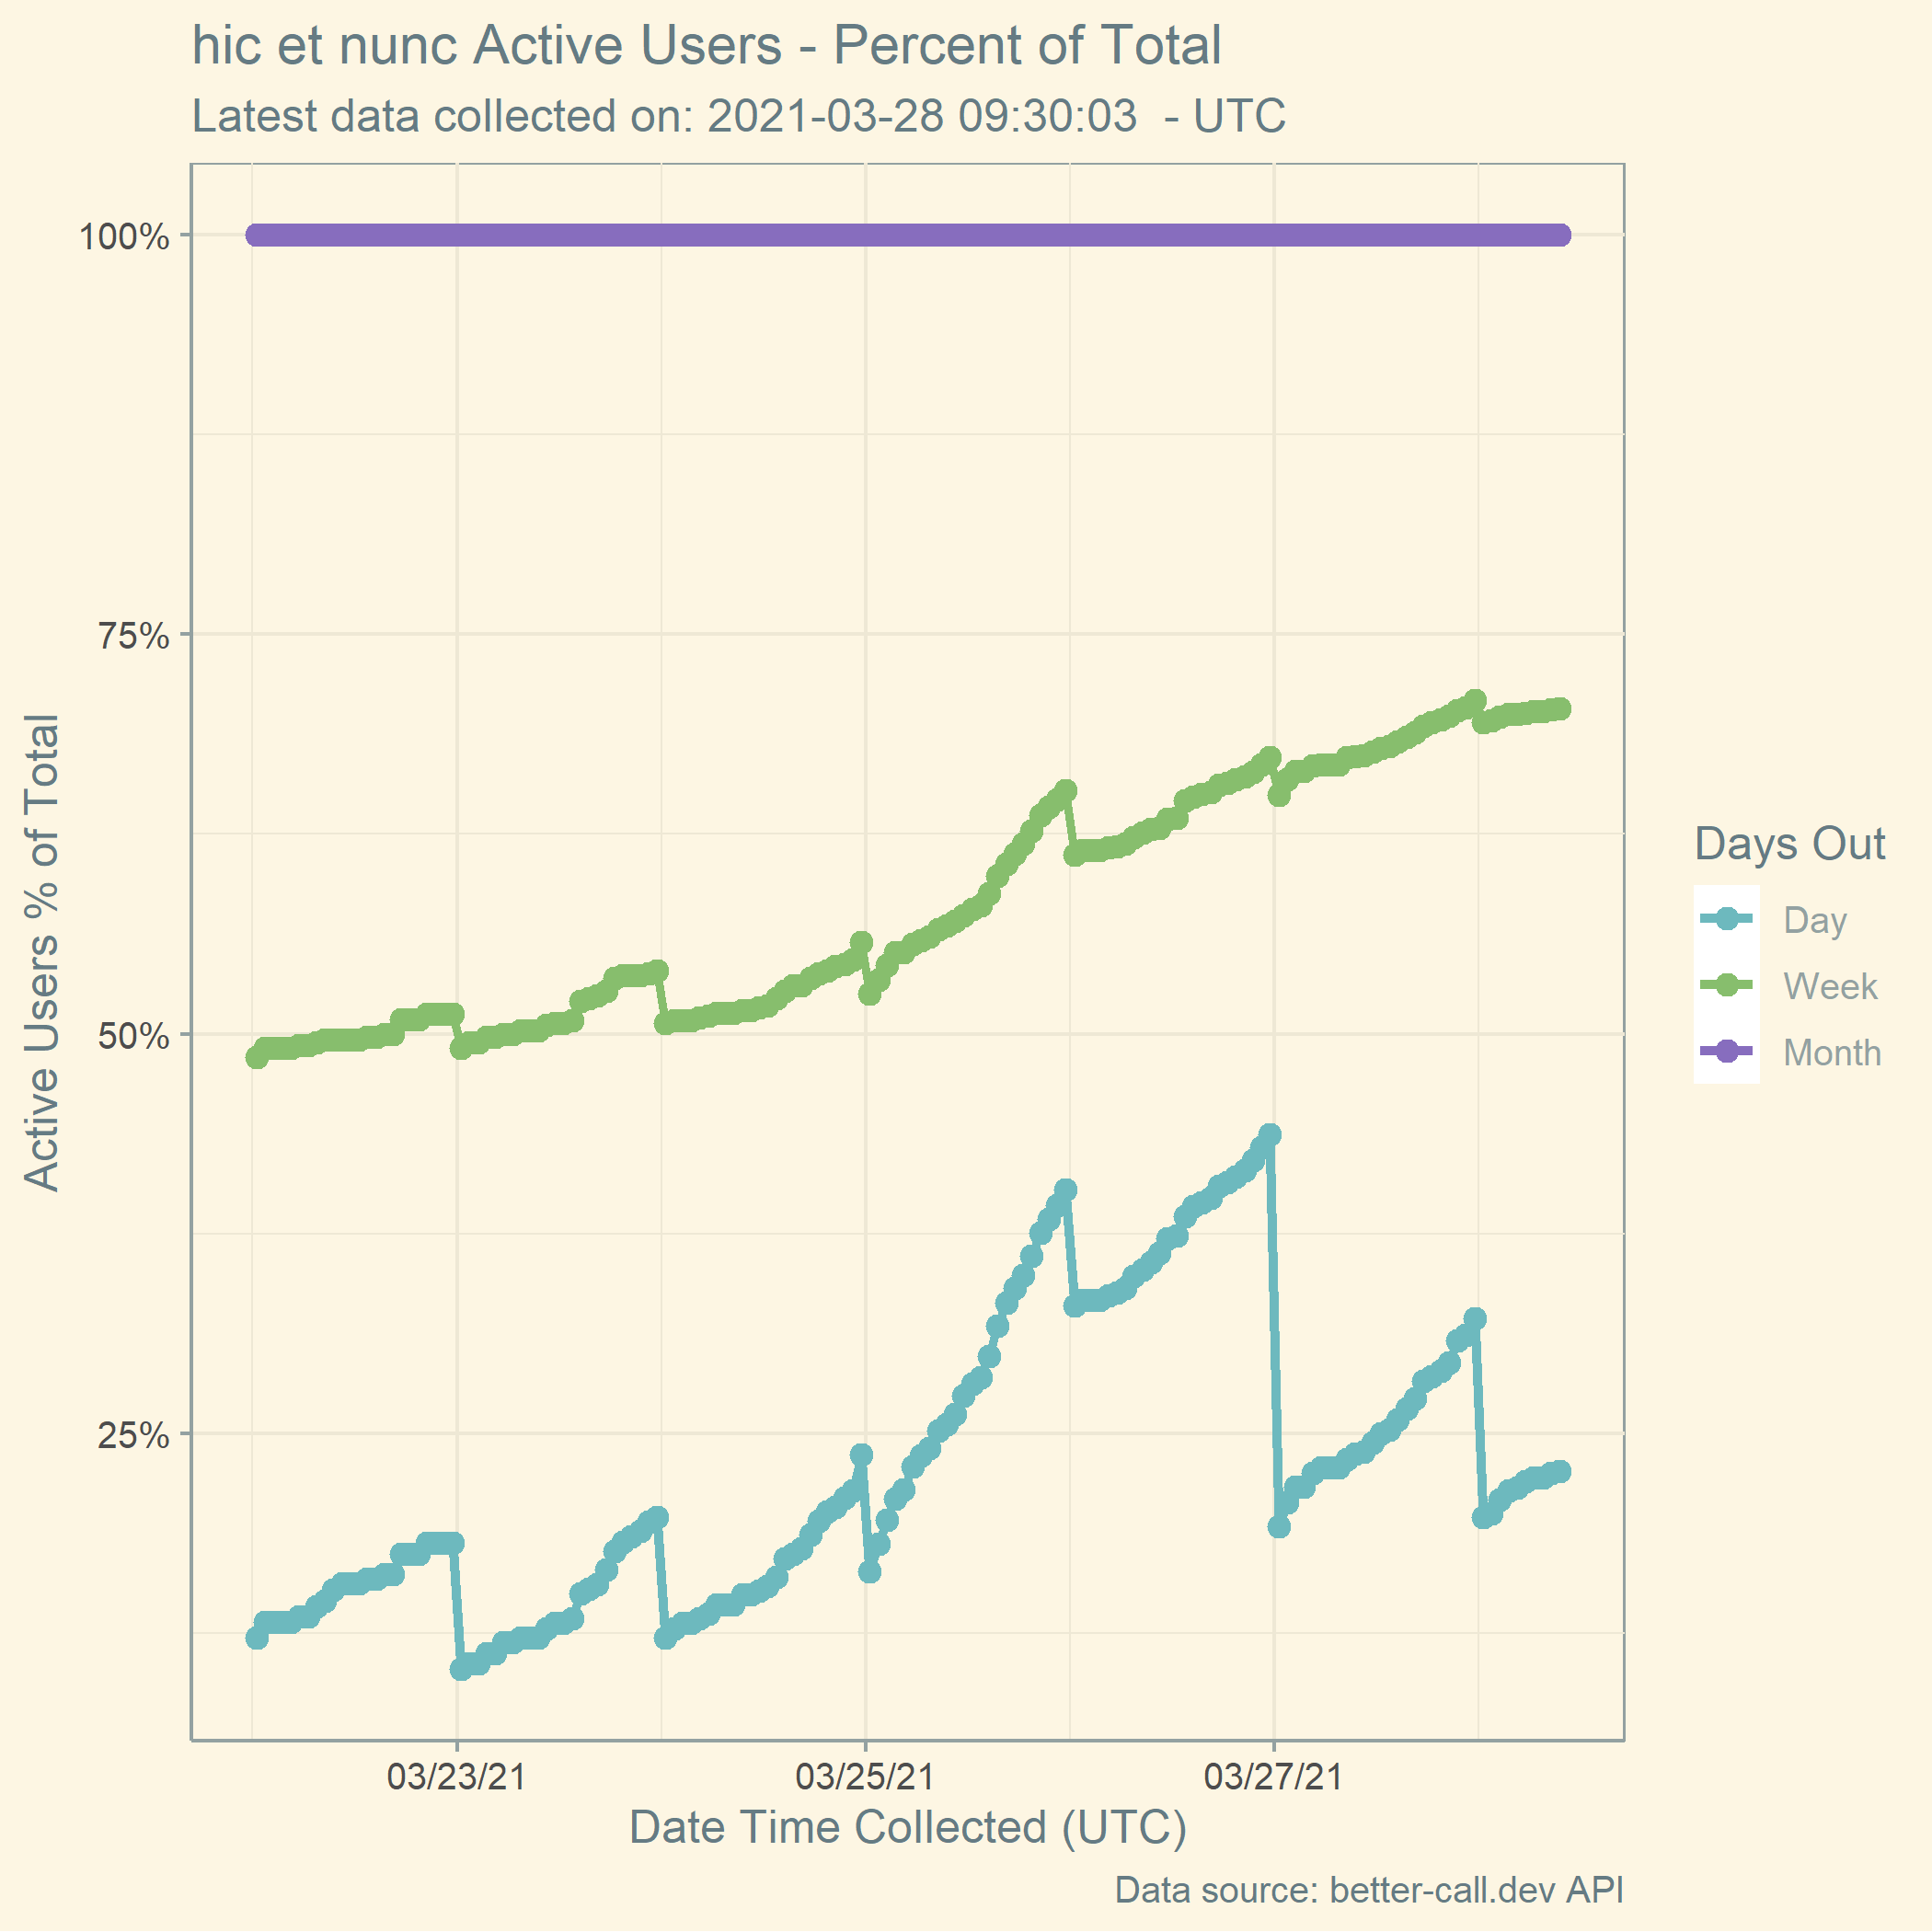 hic et nunc Active Users - Percent of Total
Latest data collected on: 2021-03-28 09:30:03  - UTC
100%
75%
50%
25%
Active Users % of Total
03/23/21
03/25/21
03/27/21
Date Time Collected (UTC)
Days Out
Day
Week
Month
Data source: better-call.dev API